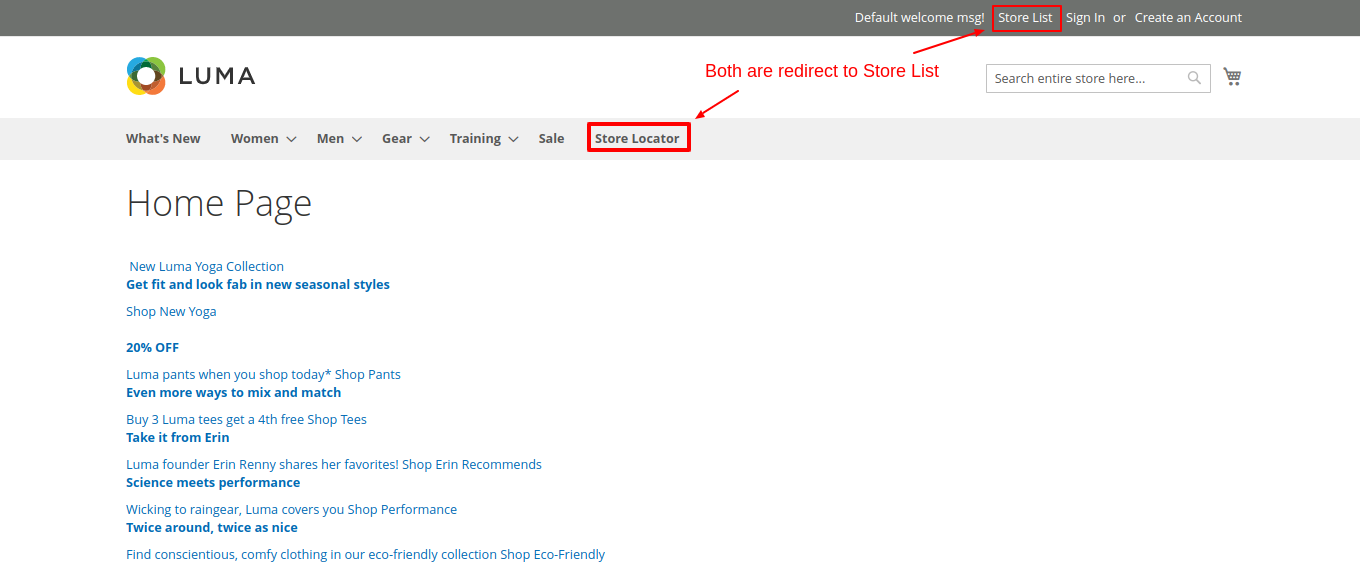 Default welcome msg! Store List Sign In or Create an Account
LUMA
Both are redirect to Store List
Search entire store here...
What's New Women Men Gear Training Sale Store Locator
Home Page
New Luma Yoga Collection
Get fit and look fab in new seasonal styles
Shop New Yoga
20% OFF
Luma pants when you shop today* Shop Pants
Even more ways to mix and match
Buy 3 Luma tees get a 4th free Shop Tees
Take it from Erin
Luma founder Erin Renny shares her favorites! Shop Erin Recommends
Science meets performance
Wicking to raingear, Luma covers you Shop Performance
Twice around, twice as nice
Find conscientious, comfy clothing in our eco-friendly collection Shop Eco-Friendly